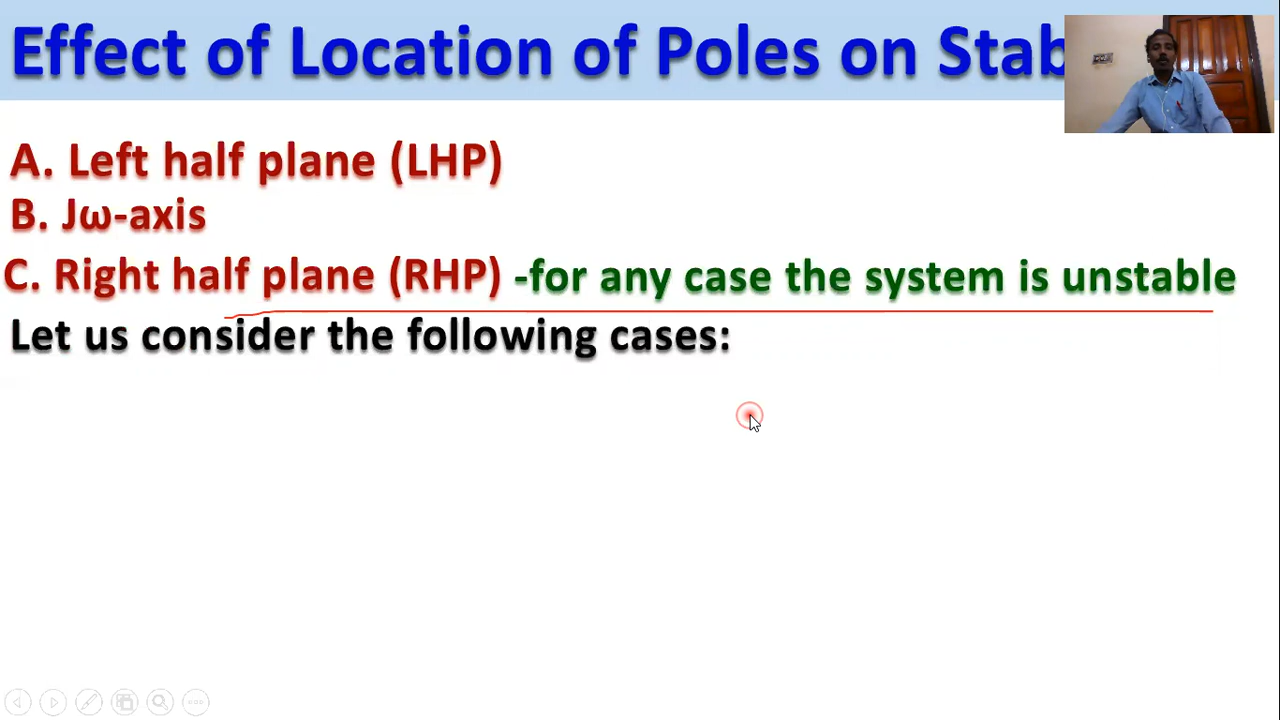 Effect of Location of Poles on Stab
A. Left half plane (LHP)
B. Jω-axis
C. Right half plane (RHP) -for any case the system is unstable
Let us consider the following cases: